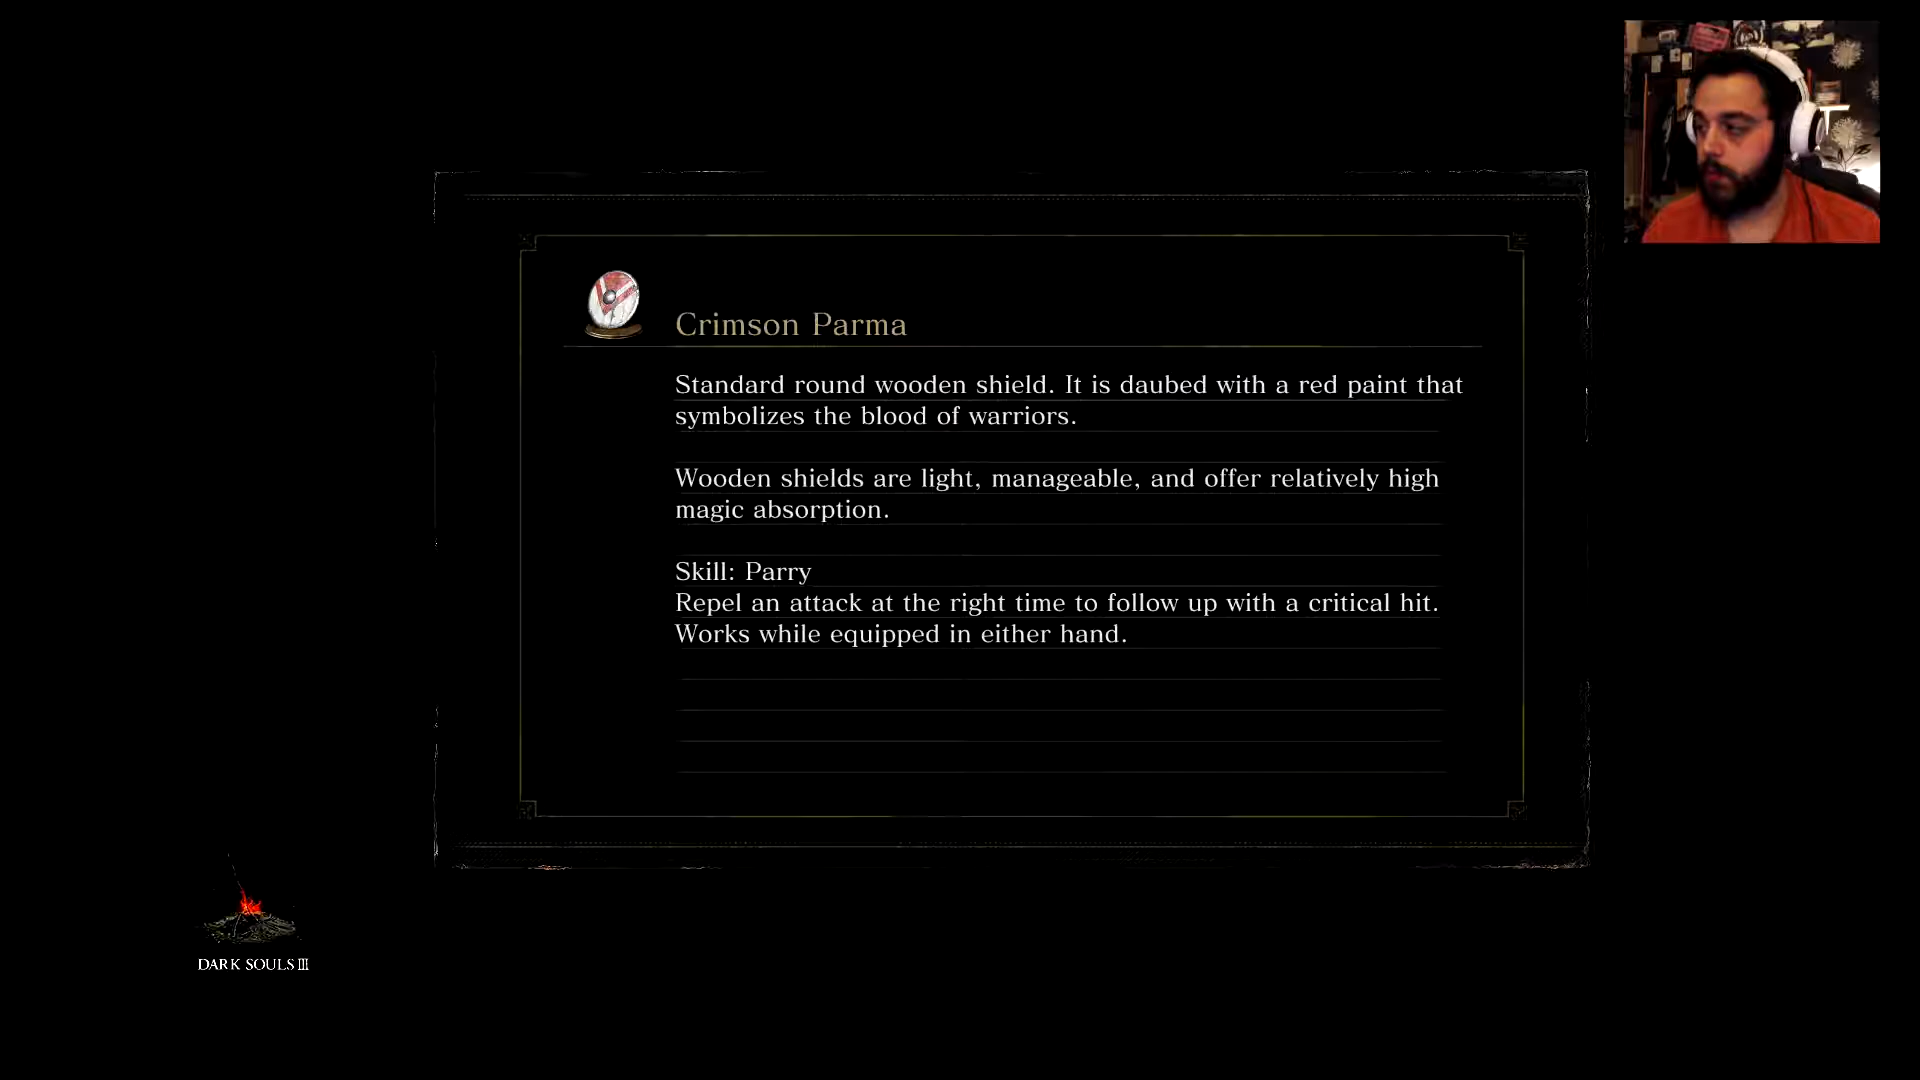 Crimson Parma
Standard round wooden shield. It is daubed with a red paint that
symbolizes the blood of warriors.
Wooden shields are light, manageable, and offer relatively high
magic absorption.
Skill: Parry
Repel an attack at the right time to follow up with a critical hit.
Works while equipped in either hand.
DARK SOULS III